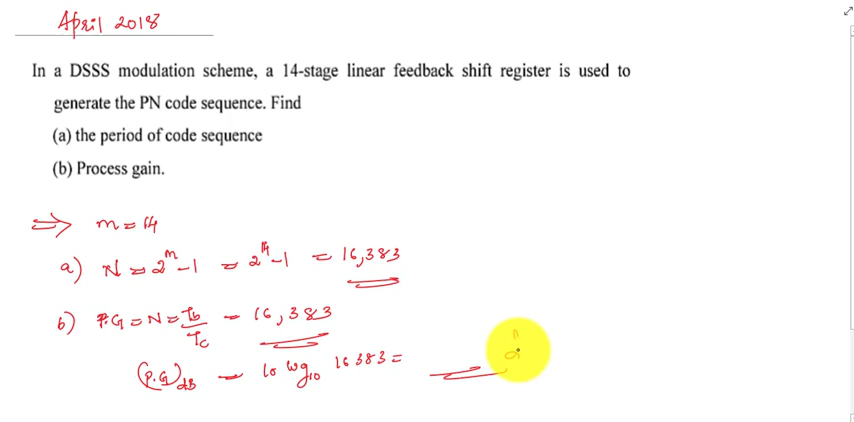 April 2018
In a DSSS modulation scheme, a 14-stage linear feedback shift register is used to
generate the PN code sequence. Find
(a) the period of code sequence
(b) Process gain.
⇒ m = 14
a) N = 2^m - 1 = 2^14 - 1 = 16,383
b) P.G = N = Tb/Tc = 16,383
(P.G)dB = 10 log10 16383 =